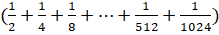 (1/2 + 1/4 + 1/8 + ⋯ + 1/512 + 1/1024)